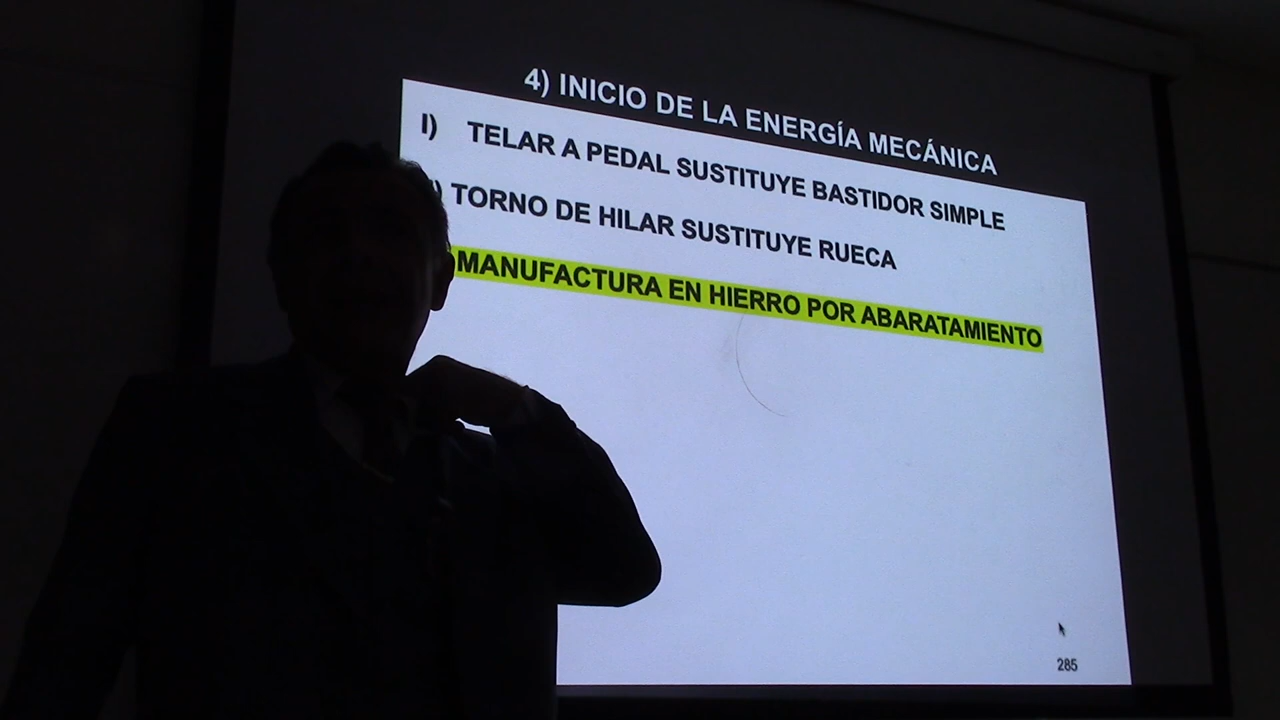 4) INICIO DE LA ENERGÍA MECÁNICA
I) TELAR A PEDAL SUSTITUYE BASTIDOR SIMPLE
) TORNO DE HILAR SUSTITUYE RUECA
MANUFACTURA EN HIERRO POR ABARATAMIENTO
285